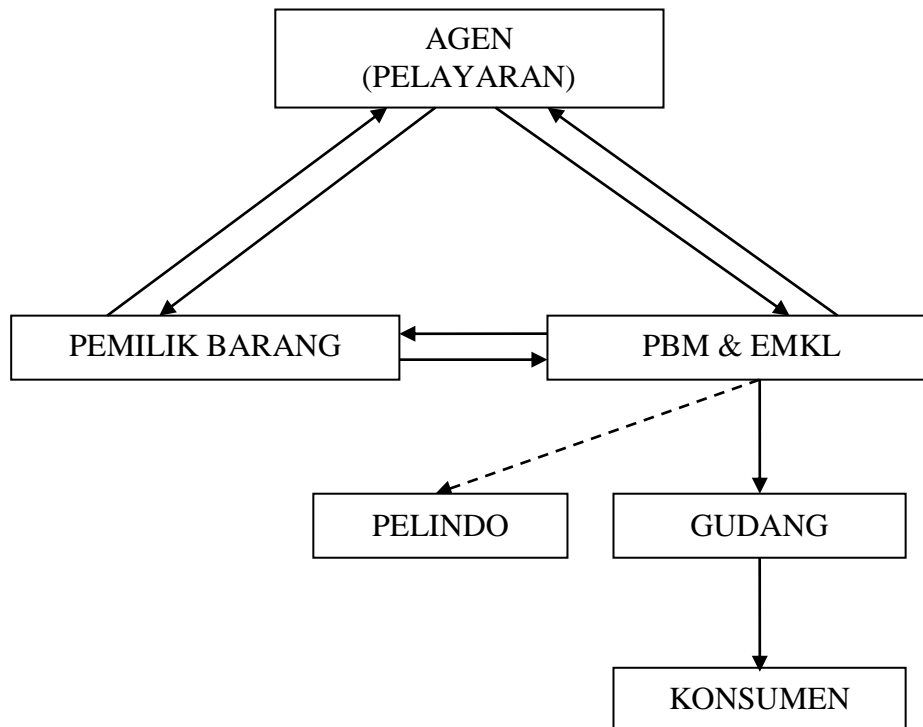 AGEN
(PELAYARAN)
PEMILIK BARANG
PBM & EMKL
PELINDO
GUDANG
KONSUMEN